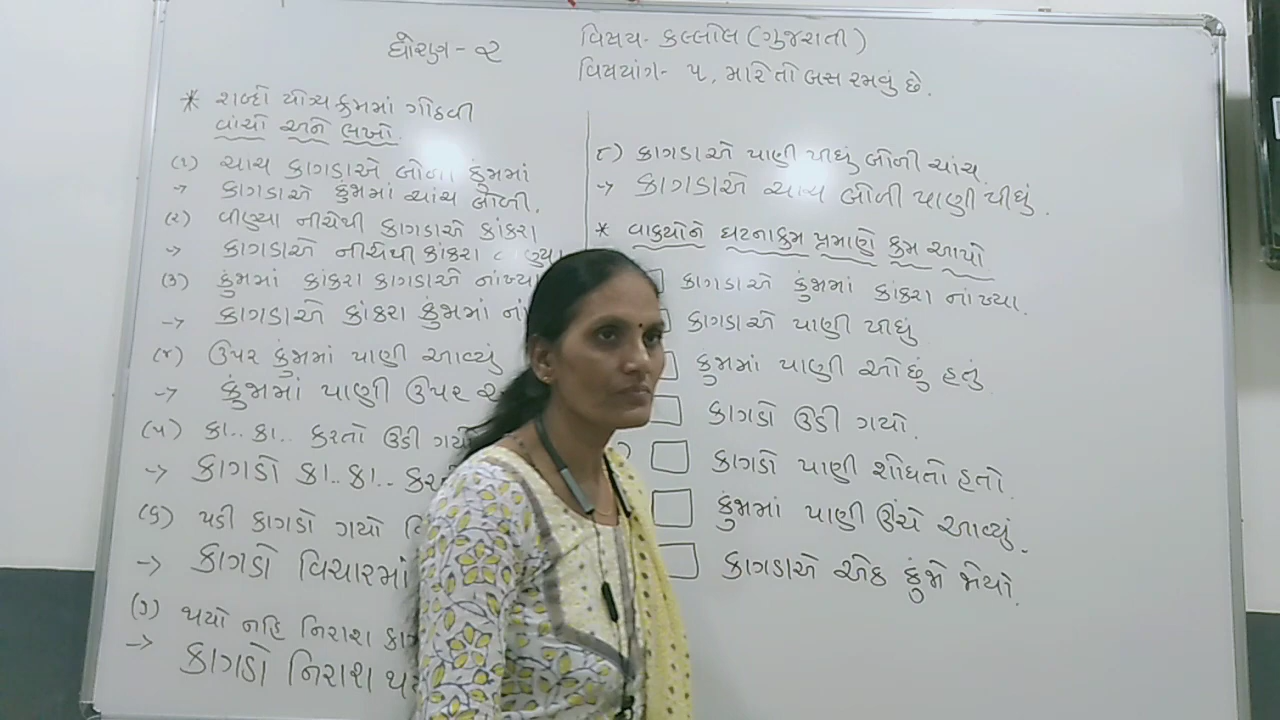 ધોરણ - ૨
વિષય - કલ્લોલ (ગુજરાતી)
વિષયાંગ - ૫, મારે તો બસ રમવું છે.
* શબ્દો યોગ્ય ક્રમમાં ગોઠવી
વાંચો અને લખો.
(૧) ચાચ કાગડાએ બોળી કુંજામાં
→ કાગડાએ કુંજામાં ચાંચ બોળી.
(૨) વીણ્યા નીચેથી કાગડાએ કાંકરા
→ કાગડાએ નીચેથી કાંકરા
(૩) કુંજામાં કાંકરા કાગડાએ નાંખ્યા
→ કાગડાએ કાંકરા કુંજામાં
(૪) ઉપર કુંજામાં પાણી આવ્યું
→ કુંજામાં પાણી ઉપર
(૫) કા.. કા.. કરતો ઉડી
→ કાગડો કા.. કા..
(૬) પડી કાગડો ગયો
→ કાગડો વિચારમાં
(૭) થયો નહિ નિરાશ
→ કાગડો નિરાશ
૮) કાગડાએ પાણી પીધું બોળી ચાંચ
→ કાગડાએ ચાચ બોળી પાણી પીધું.
* વાક્યોને ઘટનાક્રમ પ્રમાણે ક્રમ આપો
કાગડાએ કુંજામાં કાંકરા નાંખ્યા.
કાગડાએ પાણી પીધું
કુંજામાં પાણી ઓછું હતું
કાગડો ઉડી ગયો.
કાગડો પાણી શોધતો હતો.
કુંજામાં પાણી ઊંચે આવ્યું.
કાગડાએ એક કુંજો જોયો.